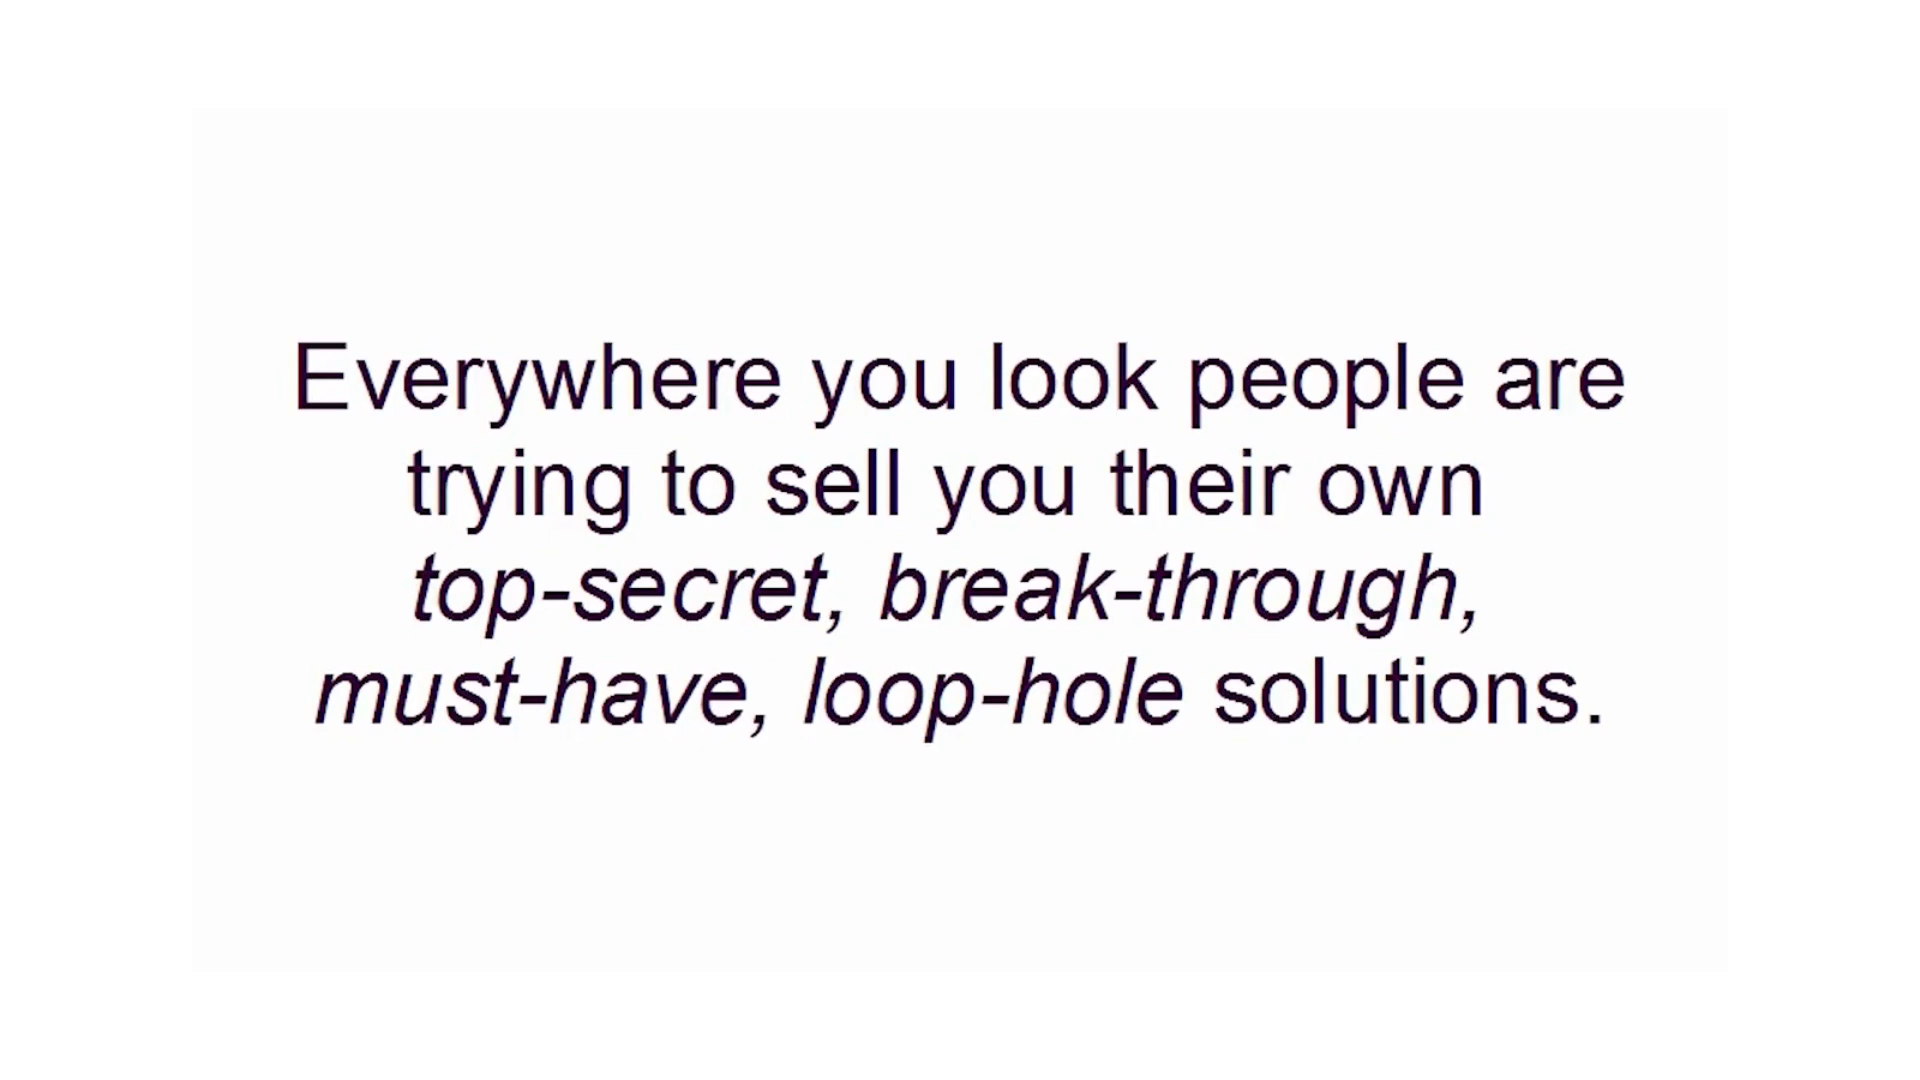 Everywhere you look people are
trying to sell you their own
top-secret, break-through,
must-have, loop-hole solutions.